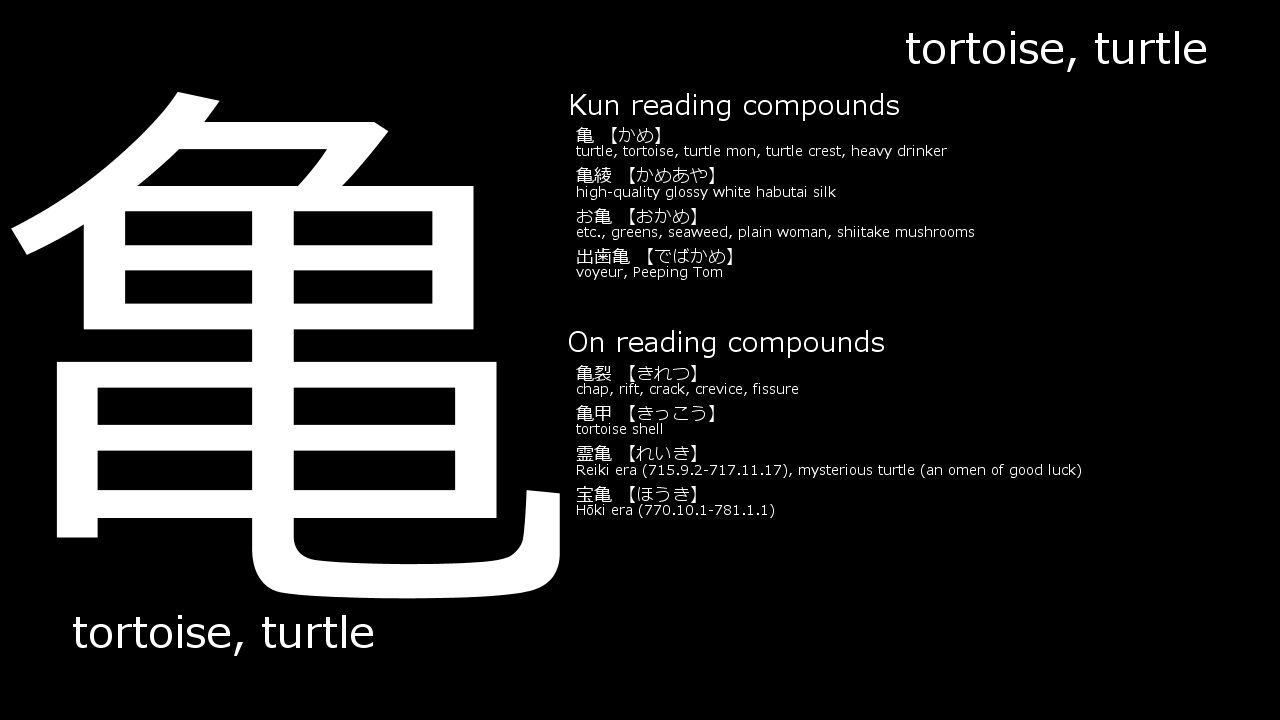 tortoise, turtle
亀
Kun reading compounds
亀 【かめ】
turtle, tortoise, turtle mon, turtle crest, heavy drinker
亀綾 【かめあや】
high-quality glossy white habutai silk
お亀 【おかめ】
etc., greens, seaweed, plain woman, shiitake mushrooms
出歯亀 【でばかめ】
voyeur, Peeping Tom
On reading compounds
亀裂 【きれつ】
chap, rift, crack, crevice, fissure
亀甲 【きっこう】
tortoise shell
霊亀 【れいき】
Reiki era (715.9.2-717.11.17), mysterious turtle (an omen of good luck)
宝亀 【ほうき】
Hōki era (770.10.1-781.1.1)
tortoise, turtle